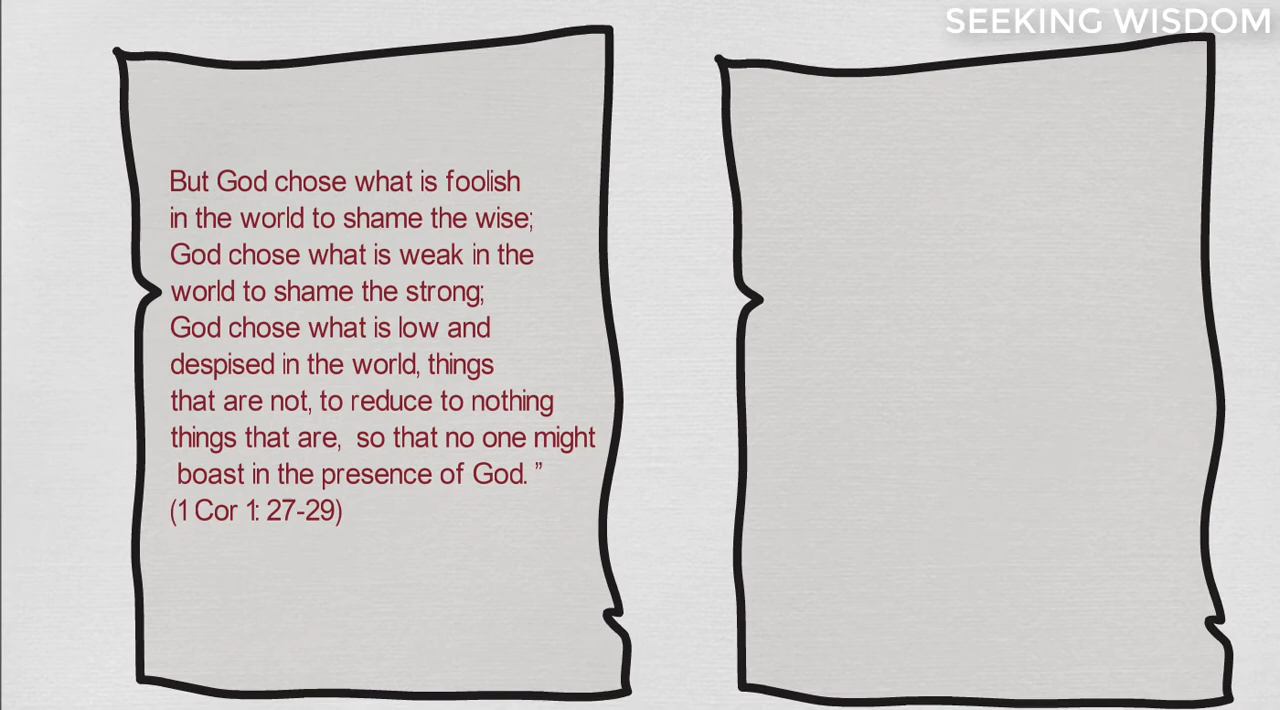 SEEKING WISDOM
But God chose what is foolish
in the world to shame the wise;
God chose what is weak in the
world to shame the strong;
God chose what is low and
despised in the world, things
that are not, to reduce to nothing
things that are,  so that no one might
boast in the presence of God. ”
(1 Cor 1: 27-29)